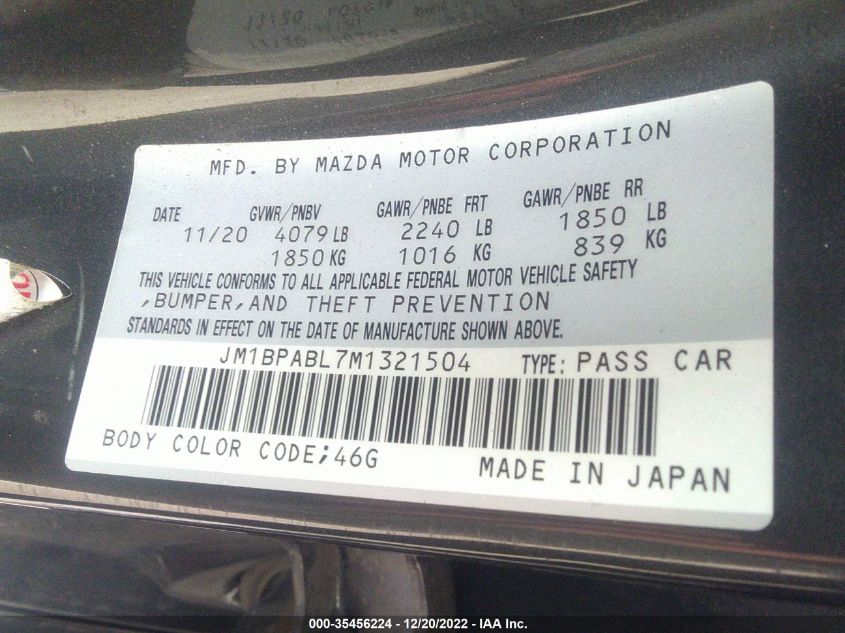 MFD. BY MAZDA MOTOR CORPORATION
DATE GVWR/PNBV GAWR/PNBE FRT GAWR/PNBE RR
11/20 4079 LB 2240 LB 1850 LB
1850 KG 1016 KG 839 KG
THIS VEHICLE CONFORMS TO ALL APPLICABLE FEDERAL MOTOR VEHICLE SAFETY
,BUMPER,AND THEFT PREVENTION
STANDARDS IN EFFECT ON THE DATE OF MANUFACTURE SHOWN ABOVE.
JM1BPABL7M1321504 TYPE: PASS CAR
BODY COLOR CODE;46G
MADE IN JAPAN
000-35456224 - 12/20/2022 - IAA Inc.